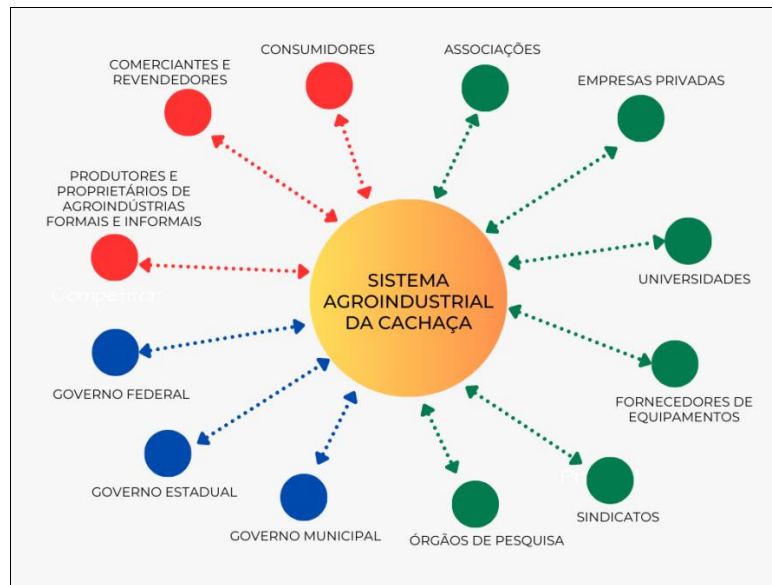 CONSUMIDORES
ASSOCIAÇÕES
COMERCIANTES E
REVENDEDORES
EMPRESAS PRIVADAS
PRODUTORES E
PROPRIETÁRIOS DE
AGROINDÚSTRIAS
FORMAIS E INFORMAIS
Competitor
SISTEMA
AGROINDUSTRIAL
DA CACHAÇA
UNIVERSIDADES
GOVERNO FEDERAL
FORNECEDORES DE
EQUIPAMENTOS
GOVERNO ESTADUAL
SINDICATOS
GOVERNO MUNICIPAL
ÓRGÃOS DE PESQUISA